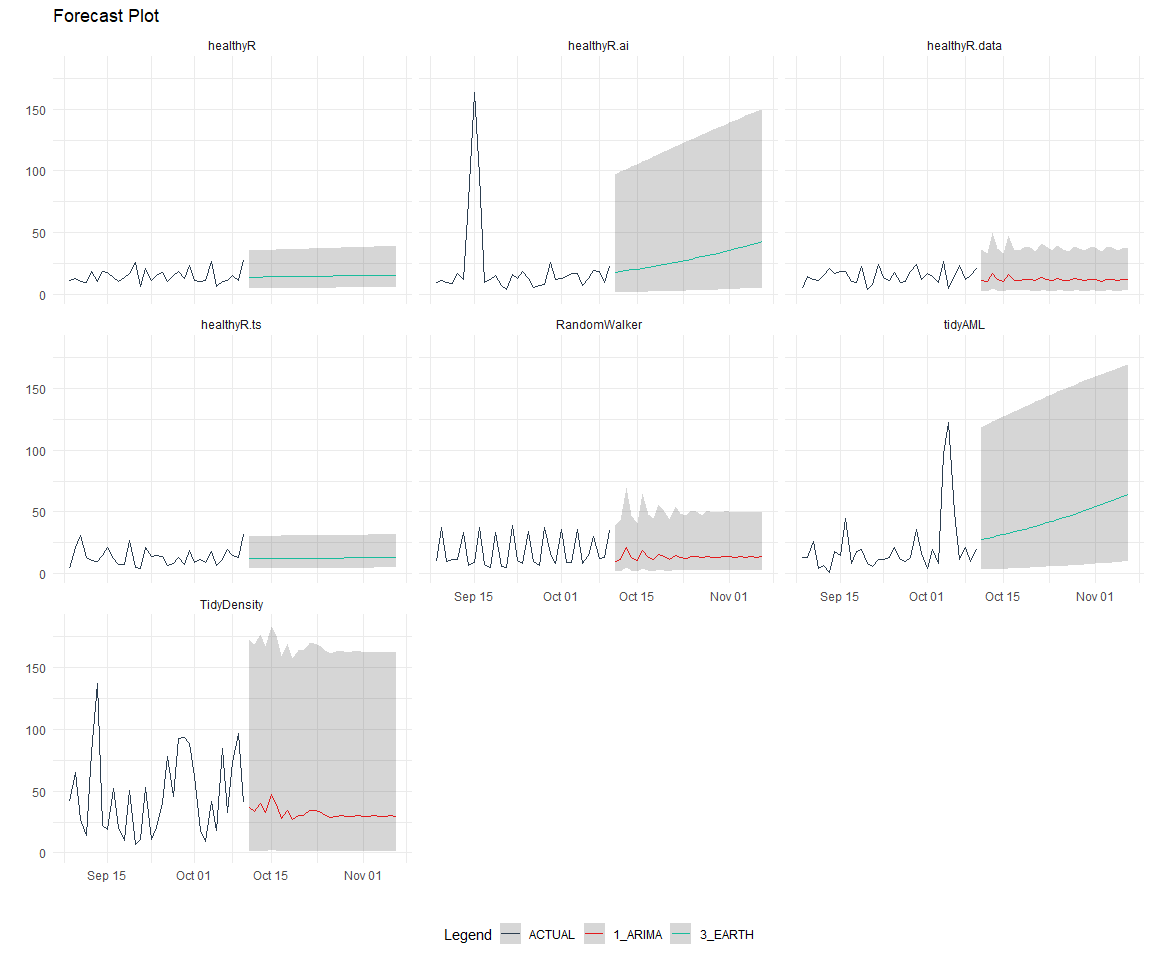 Forecast Plot
healthyR
healthyR.ai
healthyR.data
150
100
50
0
healthyR.ts
RandomWalker
tidyAML
150
100
50
0
Sep 15
Oct 01
Oct 15
Nov 01
Sep 15
Oct 01
Oct 15
Nov 01
TidyDensity
150
100
50
0
Sep 15
Oct 01
Oct 15
Nov 01
Legend
ACTUAL
1_ARIMA
3_EARTH